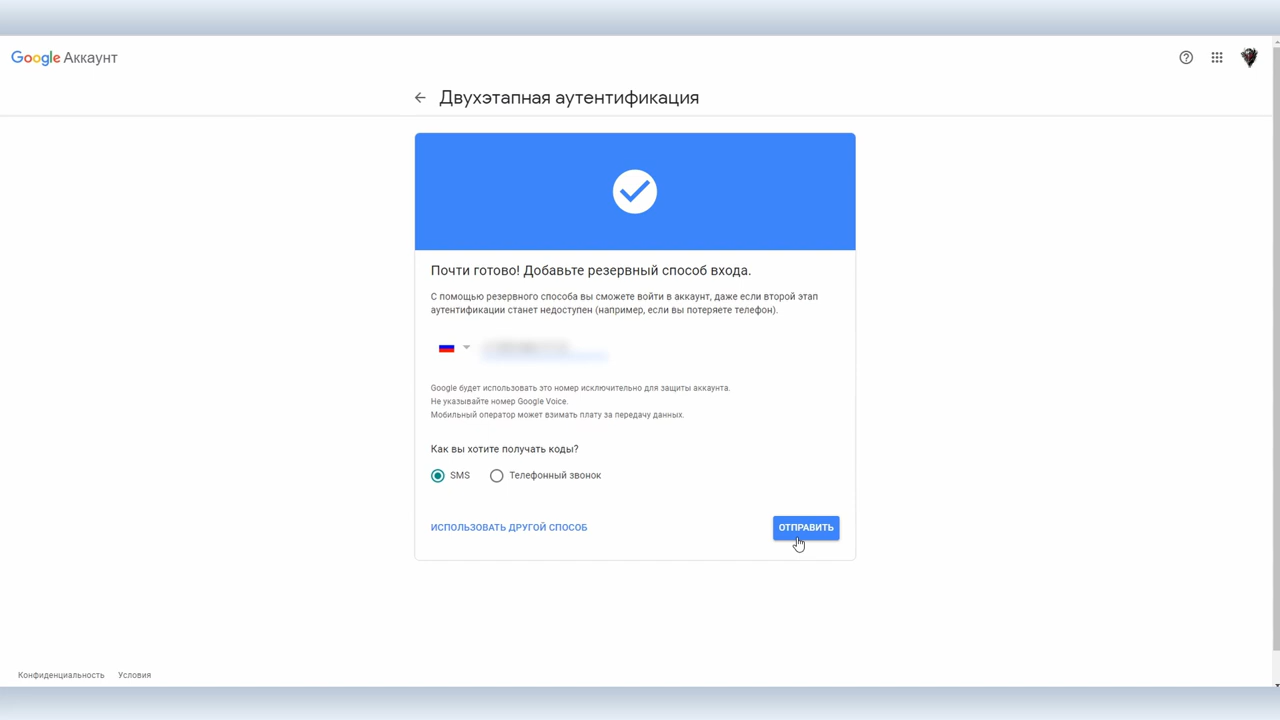 Google Аккаунт
Двухэтапная аутентификация
Почти готово! Добавьте резервный способ входа.
С помощью резервного способа вы сможете войти в аккаунт, даже если второй этап
аутентификации станет недоступен (например, если вы потеряете телефон).
Google будет использовать это номер исключительно для защиты аккаунта.
Не указывайте номер Google Voice.
Мобильный оператор может взимать плату за передачу данных.
Как вы хотите получать коды?
SMS Телефонный звонок
ИСПОЛЬЗОВАТЬ ДРУГОЙ СПОСОБ ОТПРАВИТЬ
Конфиденциальность Условия